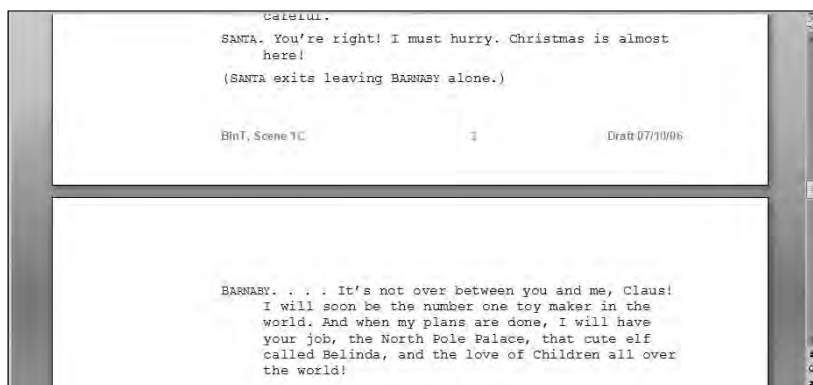 careful.
SANTA. You're right! I must hurry. Christmas is almost
here!
(SANTA exits leaving BARNABY alone.)
BinT, Scene 1C
Draft 07/10/06
BARNABY. . . . It's not over between you and me, Claus!
I will soon be the number one toy maker in the
world. And when my plans are done, I will have
your job, the North Pole Palace, that cute elf
called Belinda, and the love of Children all over
the world!